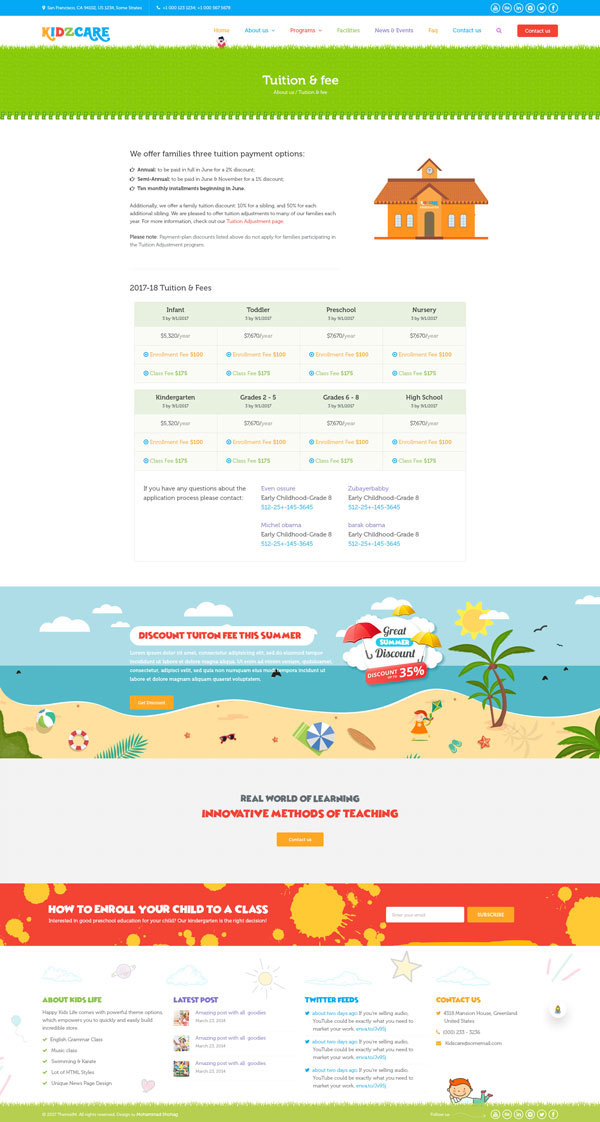 San Francisco, CA 94102, US 1234, Some Streets +1 000 123 1234; +1 000 567 5678
KIDZCARE
Home About us Programs Facilities News & Events Faq Contact us Contact us
Tuition & fee
About us / Tuition & fee
We offer families three tuition payment options:
Annual: to be paid in full in June for a 2% discount;
Semi-Annual: to be paid in June & November for a 1% discount;
Ten monthly installments beginning in June.
Additionally, we offer a family tuition discount: 10% for a sibling, and 50% for each
additional sibling. We are pleased to offer tuition adjustments to many of our families each
year. For more information, check out our Tuition Adjustment page.
Please note: Payment plan discounts listed above do not apply for families participating in
the Tuition Adjustment program.
KIDZCARE
2017-18 Tuition & Fees
Infant Toddler Preschool Nursery
3 by 9/1/2017 3 by 9/1/2017 3 by 9/1/2017 3 by 9/1/2017
$5,320/year $7,670/year $7,670/year $7,670/year
Enrollment Fee $100 Enrollment Fee $100 Enrollment Fee $100 Enrollment Fee $100
Class Fee $175 Class Fee $175 Class Fee $175 Class Fee $175
Kindergarten Grades 2 - 5 Grades 6 - 8 High School
3 by 9/1/2017 3 by 9/1/2017 3 by 9/1/2017 3 by 9/1/2017
$5,320/year $7,670/year $7,670/year $7,670/year
Enrollment Fee $100 Enrollment Fee $100 Enrollment Fee $100 Enrollment Fee $100
Class Fee $175 Class Fee $175 Class Fee $175 Class Fee $175
If you have any questions about the
application process please contact:
Even ossure Zubayerbabby
Early Childhood-Grade 8 Early Childhood-Grade 8
512-25+-145-3645 512-25+-145-3645
Michel obama barak obama
Early Childhood-Grade 8 Early Childhood-Grade 8
512-25+-145-3645 512-25+-145-3645
DISCOUNT TUITON FEE THIS SUMMER
Lorem ipsum dolor sit amet, consectetur adipisicing elit, sed do eiusmod tempor
incididunt ut labore et dolore magna aliqua. Ut enim ad minim veniam, quisdolorem,
consectetur, adipisci velit, sed quia quia non numquam eius modi tempora incidunt
labore et dolore magnam aliquam quaerat voluptatem.
Get Discount
Great
SUMMER
Discount
DISCOUNT UP TO 35%
REAL WORLD OF LEARNING
INNOVATIVE METHODS OF TEACHING
Contact us
HOW TO ENROLL YOUR CHILD TO A CLASS
Interested in good preschool education for your child? Our kindergarten is the right decision!
Enter your email SUBSCRIBE
ABOUT KIDS LIFE
Happy Kids Life comes with powerful theme options,
which empowers you to quickly and easily build
incredible store.
English Grammar Class
Music class
Swimming & Karate
Lot of HTML Styles
Unique News Page Design
LATEST POST
Amazing post with all goodies
March 23, 2014
Amazing post with all goodies
March 23, 2014
Amazing post with all goodies
March 23, 2014
TWITTER FEEDS
about two days ago If you're selling audio,
YouTube could be exactly what you need to
market your work.
about two days ago If you're selling audio,
YouTube could be exactly what you need to
market your work.
about two days ago If you're selling audio,
YouTube could be exactly what you need to
market your work.
CONTACT US
4318 Mansion House, Greenland
United States
(000) 233 - 3236
Kidscare@somemail.com
© 2017 ThemeIM. All rights reserved. Design by Mohammad Morhag
Follow us